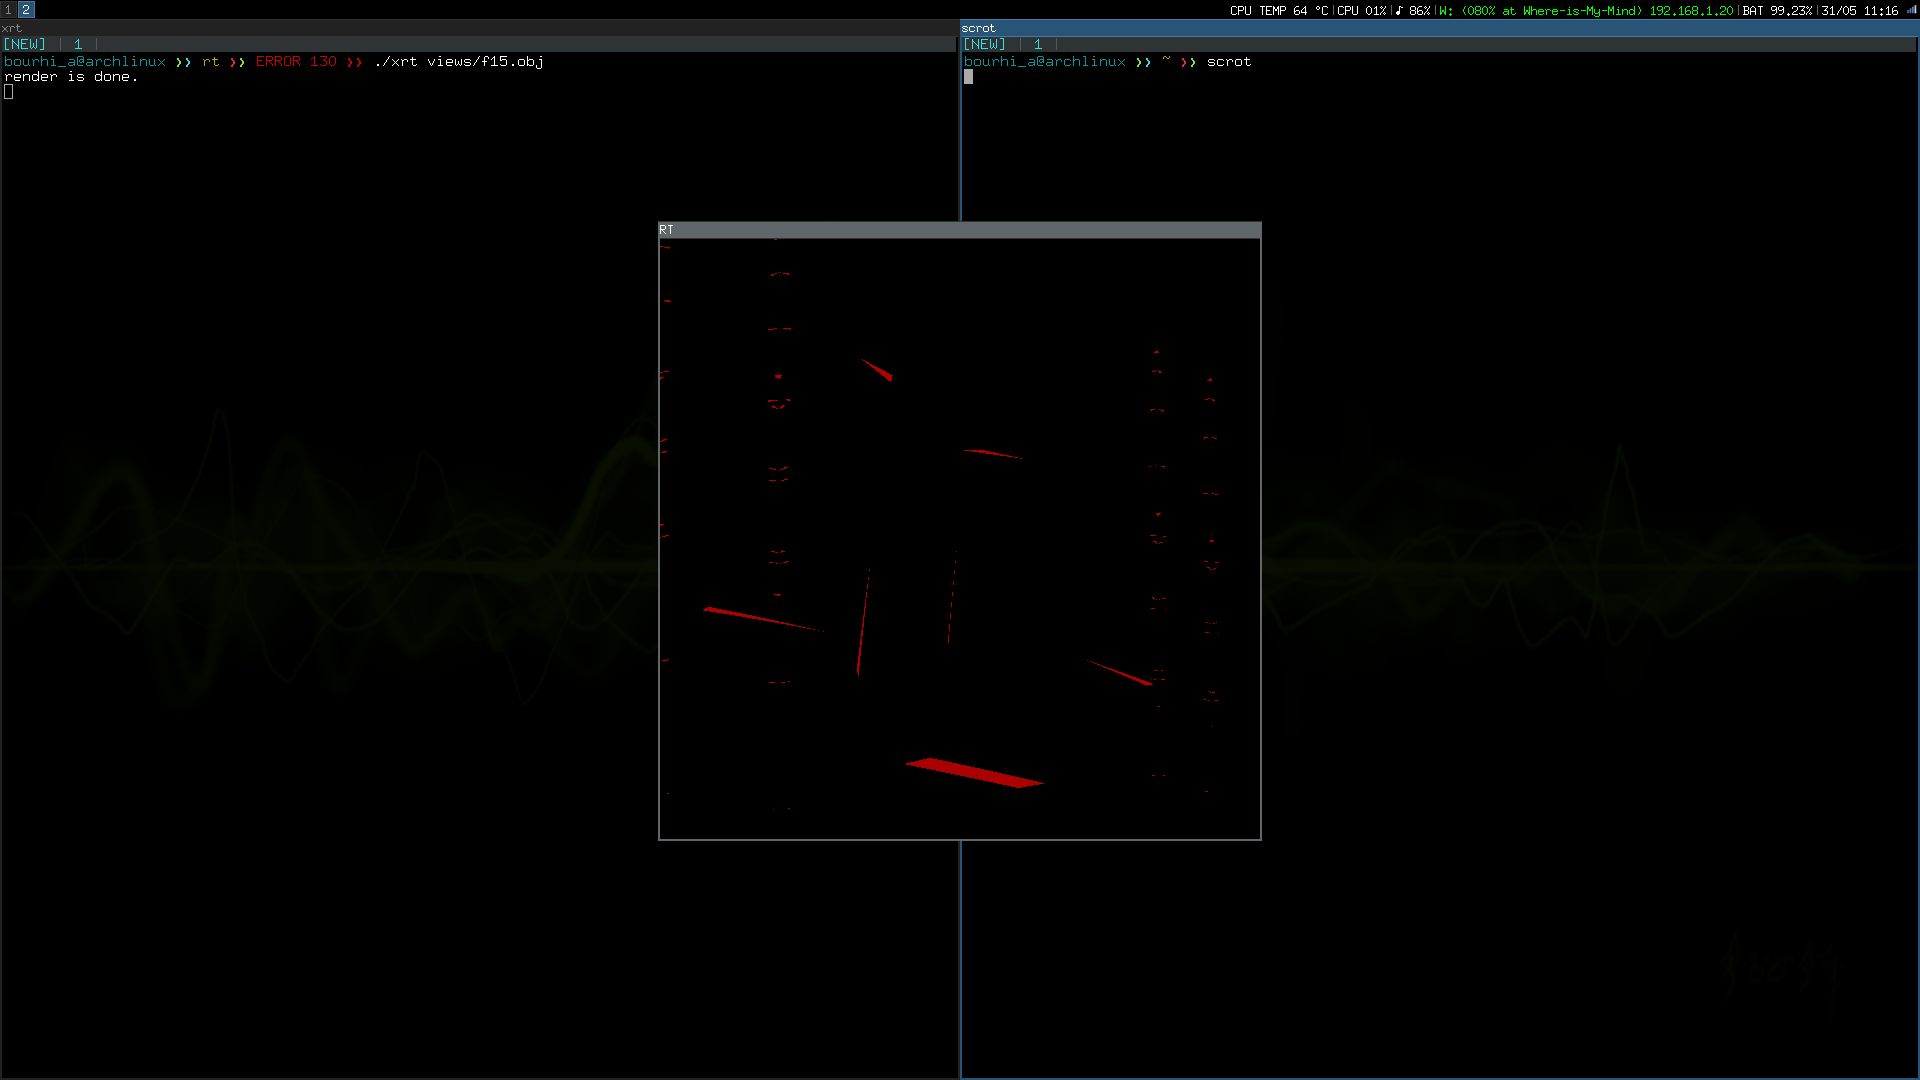 1 2
CPU TEMP 64 °C|CPU 01%|♪ 86%|W: (080% at Where-is-My-Mind) 192.168.1.20|BAT 99.23%|31/05 11:16
xrt
[NEW] | 1 |
bourhi_a@archlinux ❯❯ rt ❯❯ ERROR 130 ❯❯ ./xrt views/f15.obj
render is done.
scrot
[NEW] | 1 |
bourhi_a@archlinux ❯❯ ~ ❯❯ scrot
RT